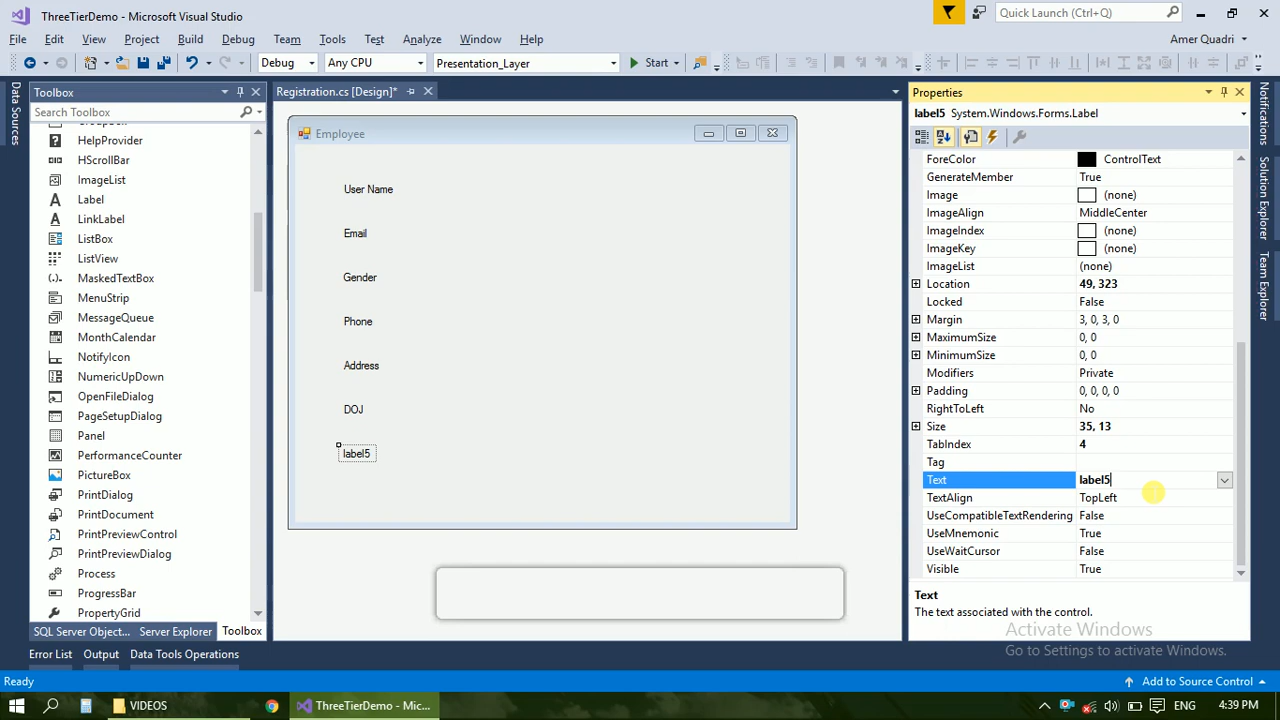 ThreeTierDemo - Microsoft Visual Studio
Quick Launch (Ctrl+Q)
File Edit View Project Build Debug Team Tools Test Analyze Window Help
Amer Quadri
Debug Any CPU Presentation_Layer Start
Data Sources
Toolbox
Search Toolbox
HelpProvider
HScrollBar
ImageList
Label
LinkLabel
ListBox
ListView
MaskedTextBox
MenuStrip
MessageQueue
MonthCalendar
NotifyIcon
NumericUpDown
OpenFileDialog
PageSetupDialog
Panel
PerformanceCounter
PictureBox
PrintDialog
PrintDocument
PrintPreviewControl
PrintPreviewDialog
Process
ProgressBar
PropertyGrid
SQL Server Object... Server Explorer Toolbox
Registration.cs [Design]*
Employee
User Name
Email
Gender
Phone
Address
DOJ
label5
Properties
label5 System.Windows.Forms.Label
ForeColor ControlText
GenerateMember True
Image (none)
ImageAlign MiddleCenter
ImageIndex (none)
ImageKey (none)
ImageList (none)
Location 49, 323
Locked False
Margin 3, 0, 3, 0
MaximumSize 0, 0
MinimumSize 0, 0
Modifiers Private
Padding 0, 0, 0, 0
RightToLeft No
Size 35, 13
TabIndex 4
Tag
Text label5
TextAlign TopLeft
UseCompatibleTextRendering False
UseMnemonic True
UseWaitCursor False
Visible True
Text
The text associated with the control.
Activate Windows
Go to Settings to activate Windows.
Notifications
Solution Explorer
Team Explorer
Error List Output Data Tools Operations
Ready
Add to Source Control
VIDEOS
ThreeTierDemo - Mic...
ENG
4:39 PM